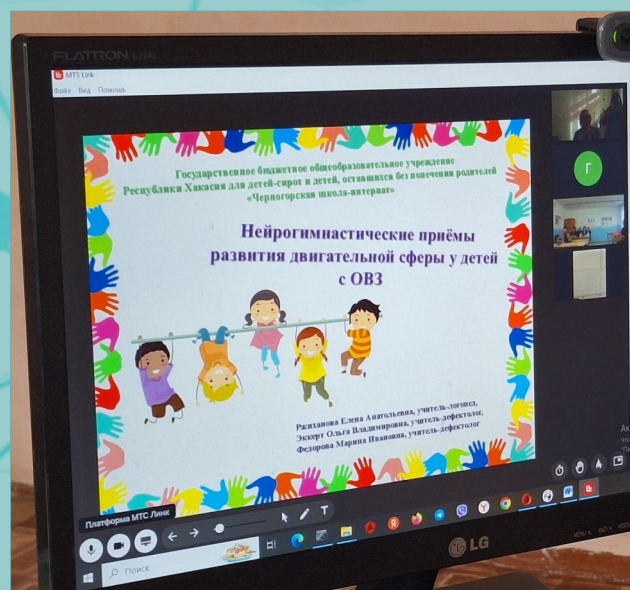 FLATRON
MTS Link
Файл Вид Помощь
Государственное бюджетное общеобразовательное учреждение
Республики Хакасия для детей-сирот и детей, оставшихся без попечения родителей
«Черногорская школа-интернат»
Нейрогимнастические приёмы
развития двигательной сферы у детей
с ОВЗ
Ржиханова Елена Анатольевна, учитель-логопед,
Эккерт Ольга Владимировна, учитель-дефектолог,
Федорова Марина Ивановна, учитель-дефектолог
Г
Платформа МТС Линк
Поиск
LG